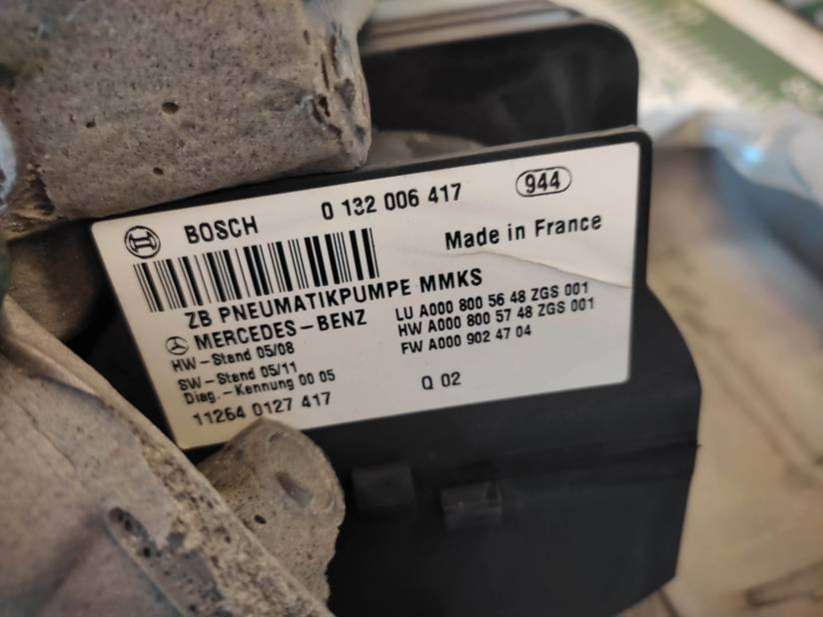 BOSCH 0 132 006 417 944
Made in France
ZB PNEUMATIKPUMPE MMKS
MERCEDES-BENZ
HW-Stand 05/08
SW-Stand 05/11
Diag.-Kennung 00 05
11264 0127 417
LU A000 800 56 48 ZGS 001
HW A000 800 57 48 ZGS 001
FW A000 902 47 04
Q 02